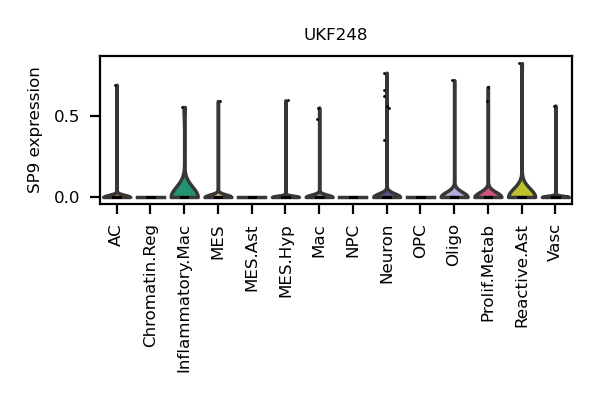 UKF248
SP9 expression
0.5
0.0
AC
Chromatin.Reg
Inflammatory.Mac
MES
MES.Ast
MES.Hyp
Mac
NPC
Neuron
OPC
Oligo
Prolif.Metab
Reactive.Ast
Vasc